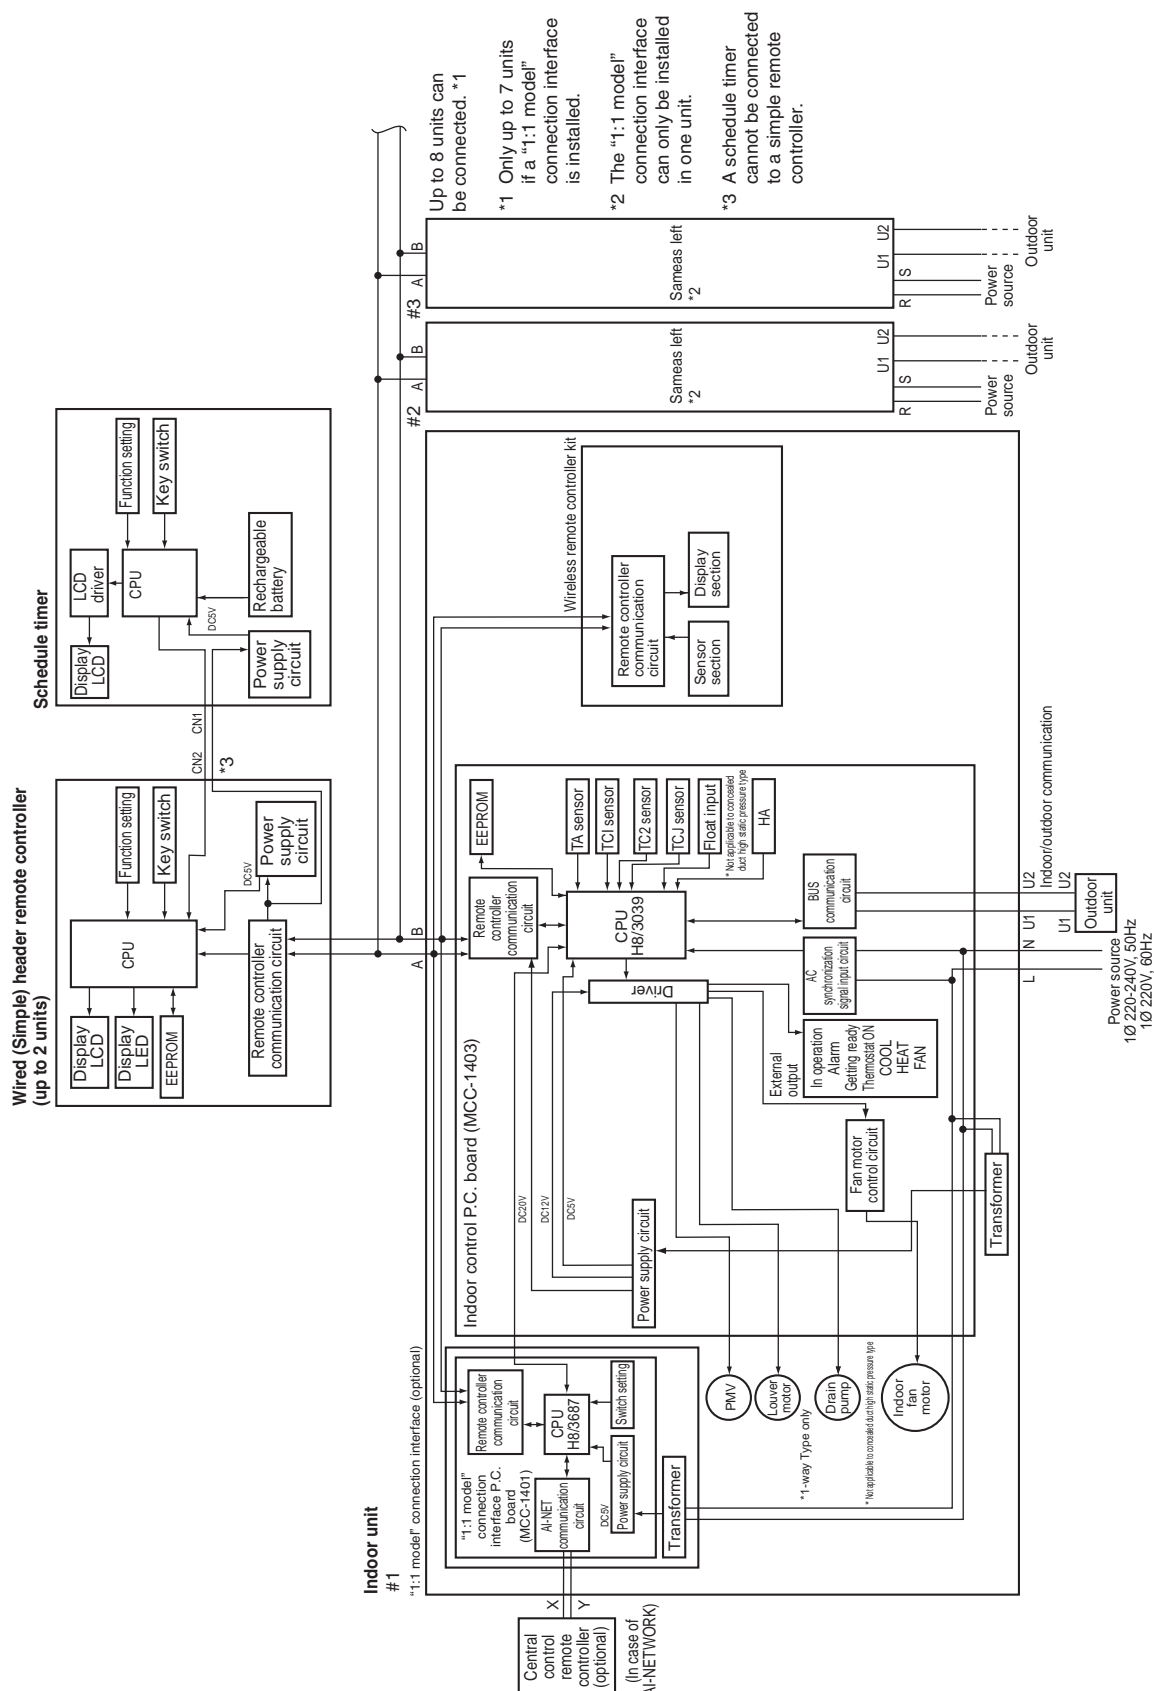 Wired (Simple) header remote controller
(up to 2 units)
Display
LCD
Display
LED
EEPROM
CPU
Function setting
Key switch
DC5V
Power
supply
circuit
Remote controller
communication circuit
CN2
CN1
*3
Schedule timer
Display
LCD
LCD
driver
CPU
Function setting
Key switch
DC5V
Power
supply
circuit
Rechargeable
battery
Indoor unit
#1
"1:1 model" connection interface (optional)
A
B
"1:1 model"
connection
interface P.C.
board
(MCC-1401)
Remote controller
communication
circuit
CPU
H8/3687
AI-NET
communication
circuit
Switch setting
DC5V
Power supply circuit
Transformer
X
Y
Central
control
remote
controller
(optional)
(In case of
AI-NETWORK)
Indoor control P.C. board (MCC-1403)
DC20V
DC12V
DC5V
Power supply circuit
Remote
controller
communication
circuit
EEPROM
CPU
H8/3039
Driver
TA sensor
TCI sensor
TC2 sensor
TCJ sensor
Float input
* Not applicable to concealed
duct high static pressure type
HA
AC
synchronization
signal input circuit
BUS
communication
circuit
External
output
In operation
Alarm
Getting ready
Thermostat ON
COOL
HEAT
FAN
Fan motor
control circuit
PMV
Louver
motor
*1-way Type only
Drain
pump
* Not applicable to concealed duct high static pressure type
Indoor
fan
motor
Transformer
L
N
U1
U2
Indoor/outdoor communication
U1
U2
Outdoor
unit
Power source
1Ø 220-240V, 50Hz
1Ø 220V, 60Hz
Wireless remote controller kit
Remote controller
communication
circuit
Sensor
section
Display
section
#2
A
B
Sameas left
*2
R
S
U1
U2
Power
source
Outdoor
unit
#3
A
B
Sameas left
*2
R
S
U1
U2
Power
source
Outdoor
unit
Up to 8 units can
be connected. *1
*1 Only up to 7 units
if a "1:1 model"
connection interface
is installed.
*2 The "1:1 model"
connection interface
can only be installed
in one unit.
*3 A schedule timer
cannot be connected
to a simple remote
controller.